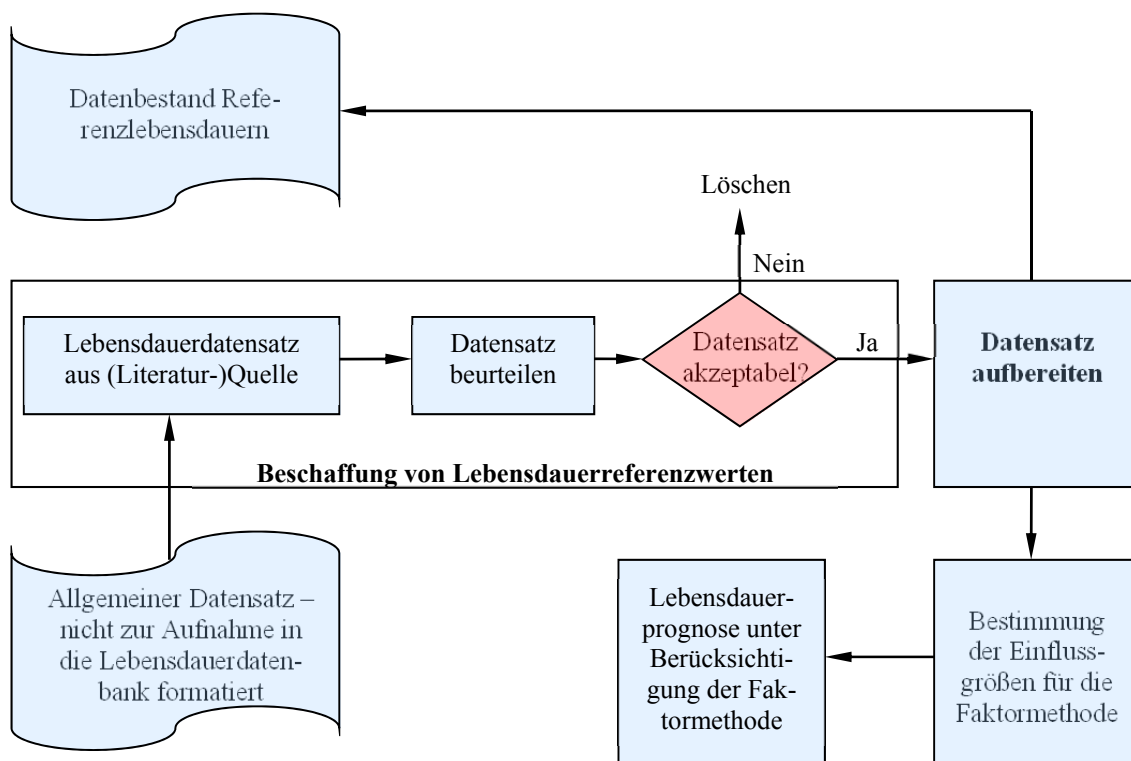 Datenbestand Refe-
renzlebensdauern
Löschen
Nein
Lebensdauerdatensatz
aus (Literatur-)Quelle
Datensatz
beurteilen
Datensatz
akzeptabel?
Ja
Datensatz
aufbereiten
Beschaffung von Lebensdauerreferenzwerten
Allgemeiner Datensatz –
nicht zur Aufnahme in
die Lebensdauerdaten-
bank formatiert
Lebensdauer-
prognose unter
Berücksichti-
gung der Fak-
tormethode
Bestimmung
der Einfluss-
größen für die
Faktormethode